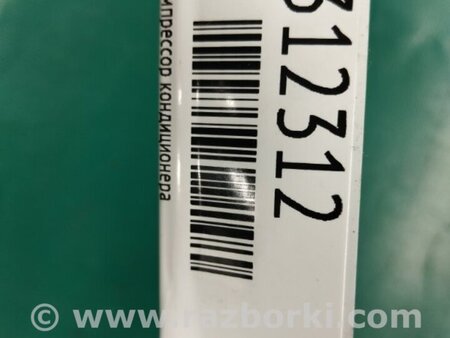 312312
мпрессор кондиционера
© www.razborki.com